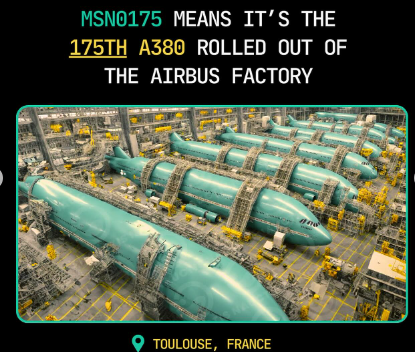 MSN0175 MEANS IT'S THE
175TH A380 ROLLED OUT OF
THE AIRBUS FACTORY
TOULOUSE, FRANCE